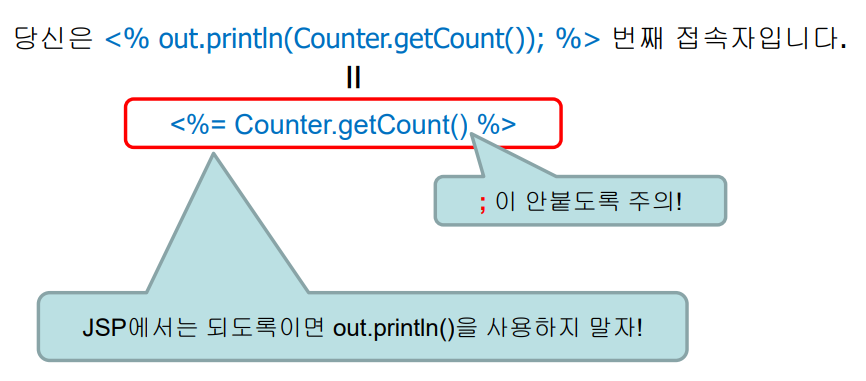 당신은 <% out.println(Counter.getCount()); %> 번째 접속자입니다.
=
<%= Counter.getCount() %>
; 이 안붙도록 주의!
JSP에서는 되도록이면 out.println()을 사용하지 말자!